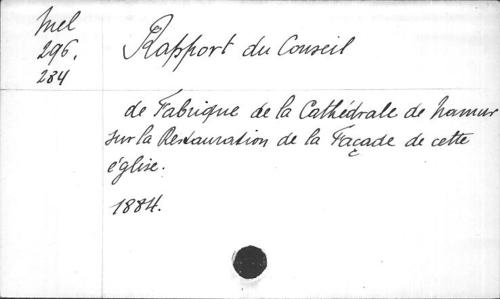 Mel
296.
284
Rapport du Conseil
de Fabrique de la Cathédrale de Namur
sur la Restauration de la Façade de cette
église.
1884.